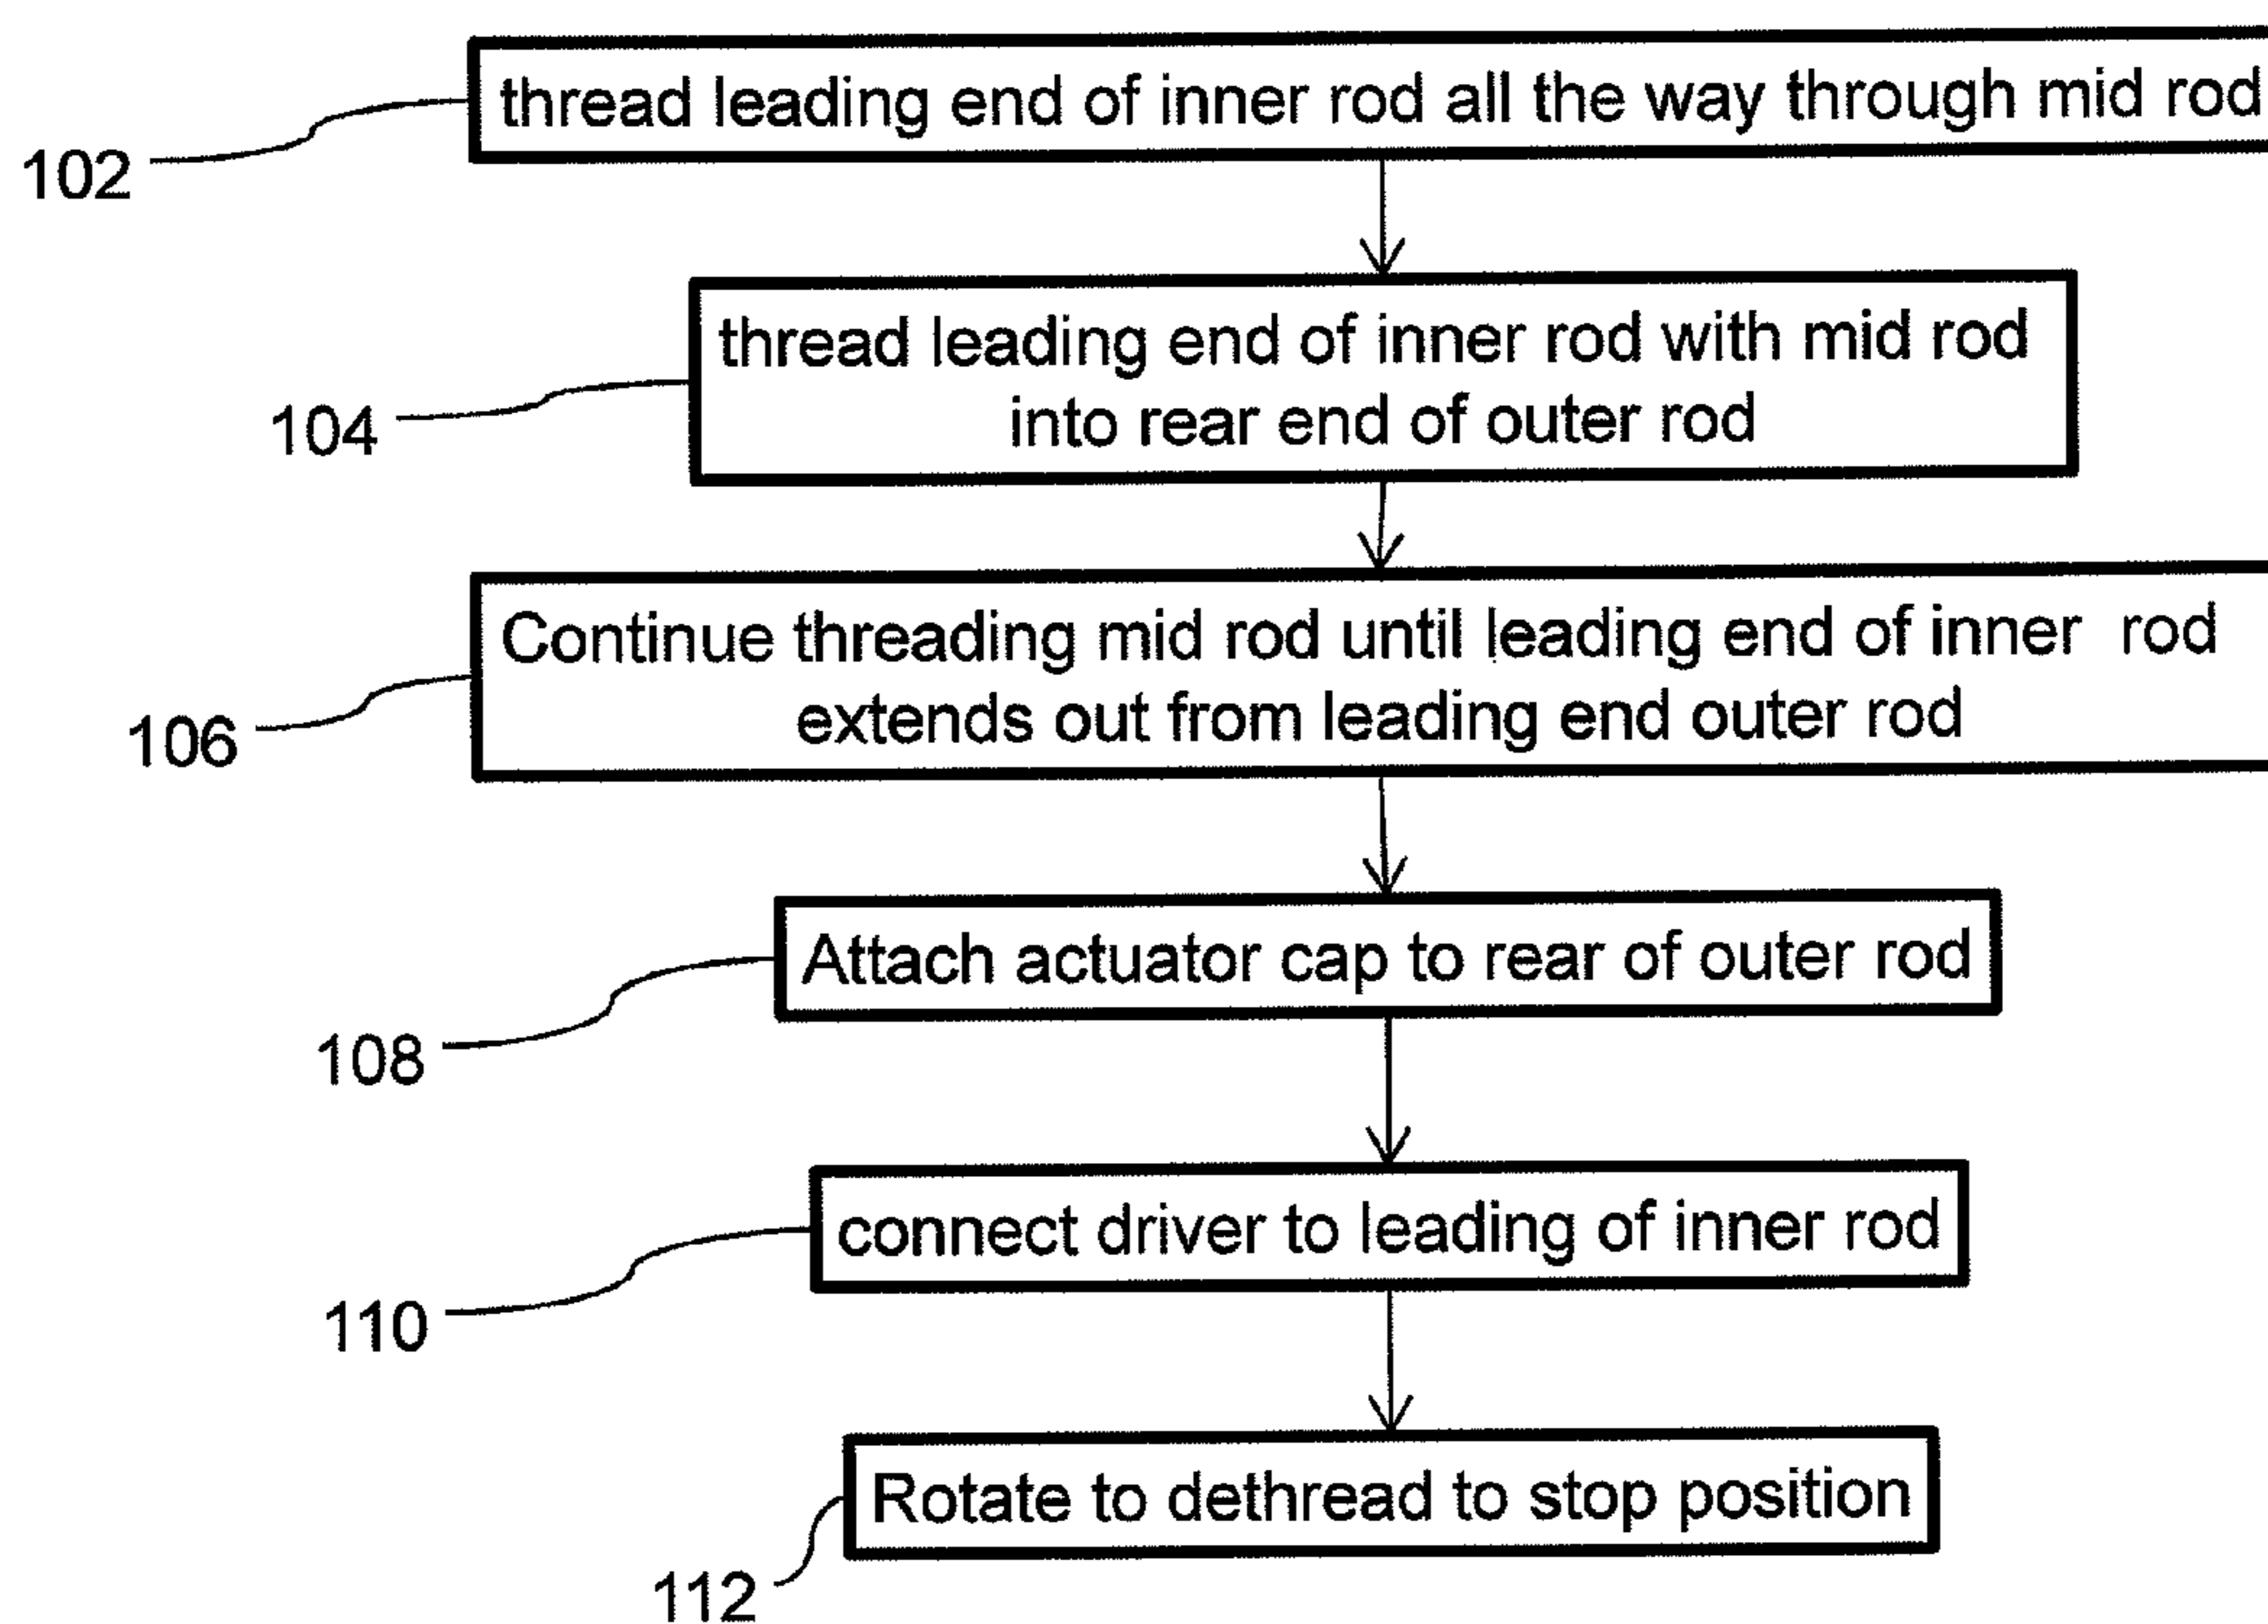 thread leading end of inner rod all the way through mid rod
102
thread leading end of inner rod with mid rod
into rear end of outer rod
104
Continue threading mid rod until leading end of inner rod
extends out from leading end outer rod
106
Attach actuator cap to rear of outer rod
108
connect driver to leading of inner rod
110
Rotate to dethread to stop position
112